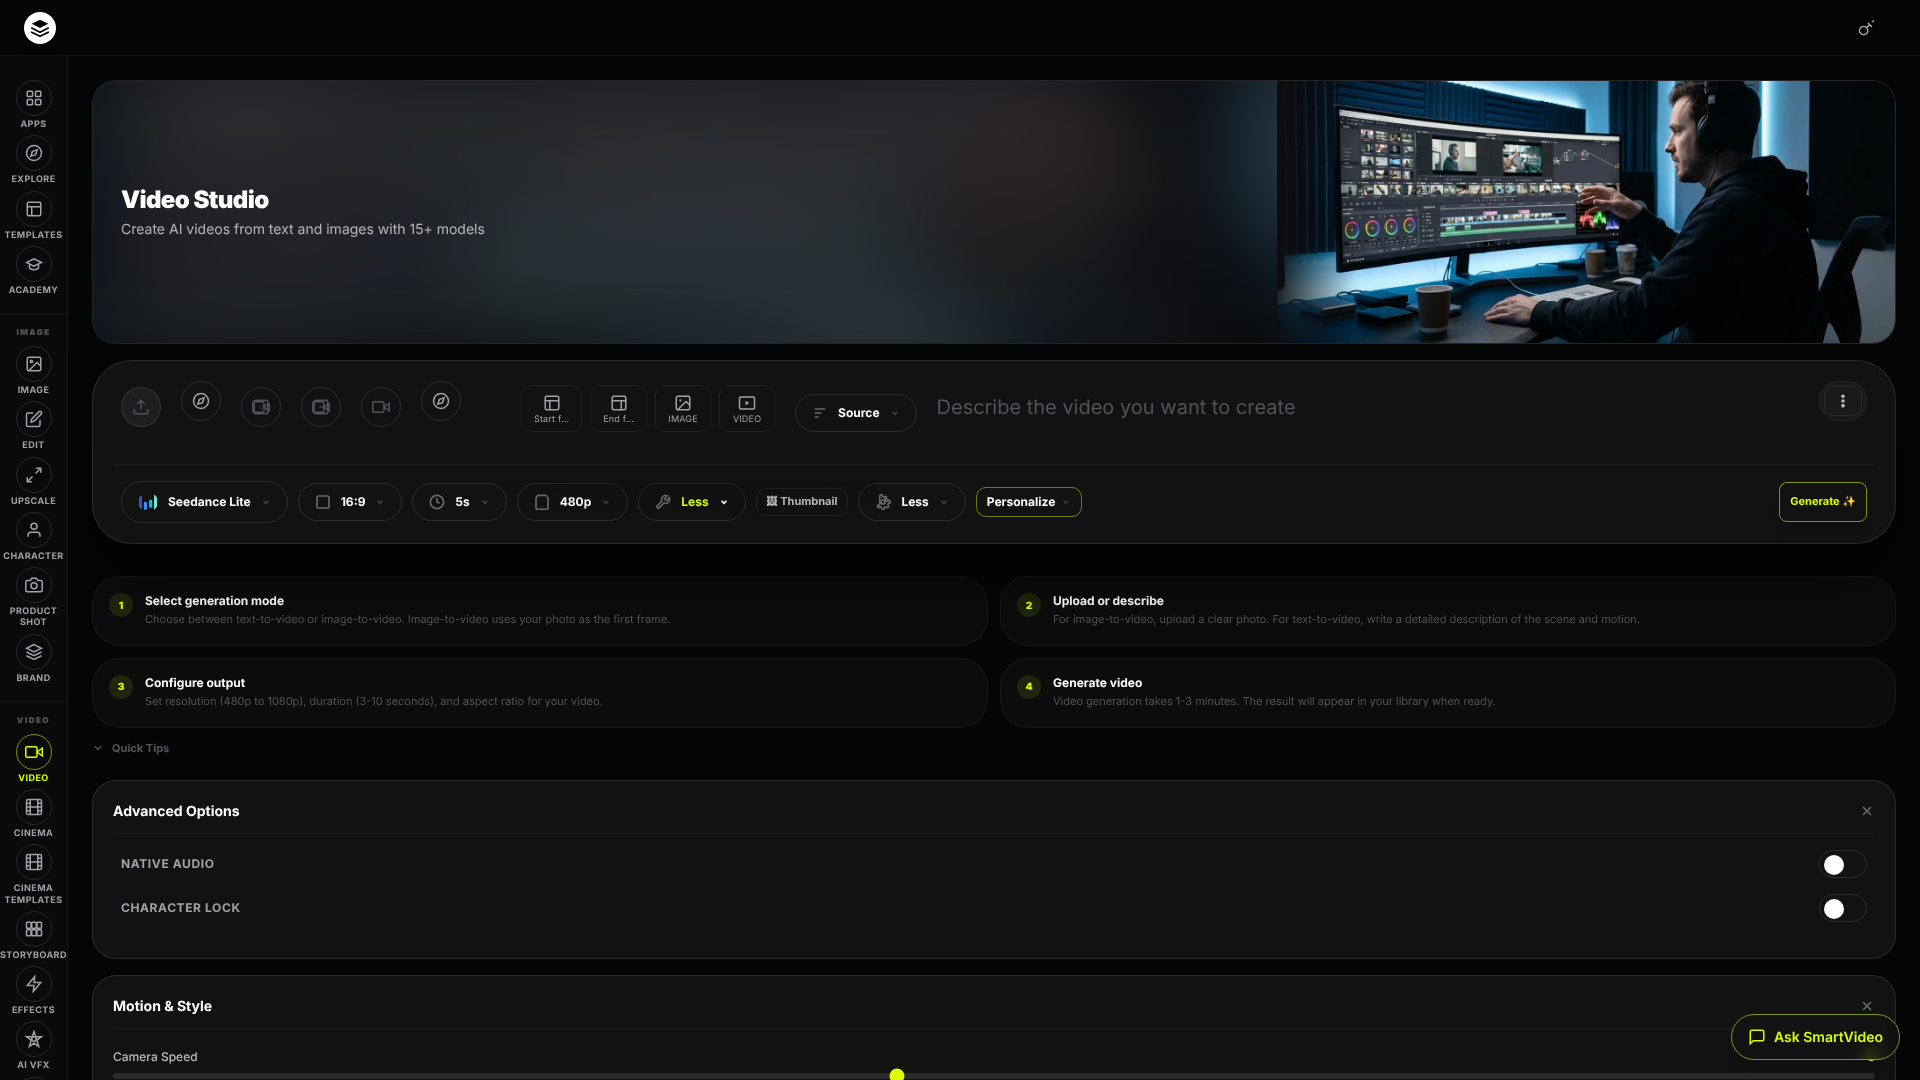 APPS
EXPLORE
TEMPLATES
ACADEMY
IMAGE
IMAGE
EDIT
UPSCALE
CHARACTER
PRODUCT
SHOT
BRAND
VIDEO
VIDEO
CINEMA
CINEMA
TEMPLATES
STORYBOARD
EFFECTS
AI VFX
Video Studio
Create AI videos from text and images with 15+ models
Start f...
End f...
IMAGE
VIDEO
Source
Describe the video you want to create
Seedance Lite
16:9
5s
480p
Less
Thumbnail
Less
Personalize
Generate ✨
1
Select generation mode
Choose between text-to-video or image-to-video. Image-to-video uses your photo as the first frame.
2
Upload or describe
For image-to-video, upload a clear photo. For text-to-video, write a detailed description of the scene and motion.
3
Configure output
Set resolution (480p to 1080p), duration (3-10 seconds), and aspect ratio for your video.
4
Generate video
Video generation takes 1-3 minutes. The result will appear in your library when ready.
Quick Tips
Advanced Options
NATIVE AUDIO
CHARACTER LOCK
Motion & Style
Camera Speed
Ask SmartVideo